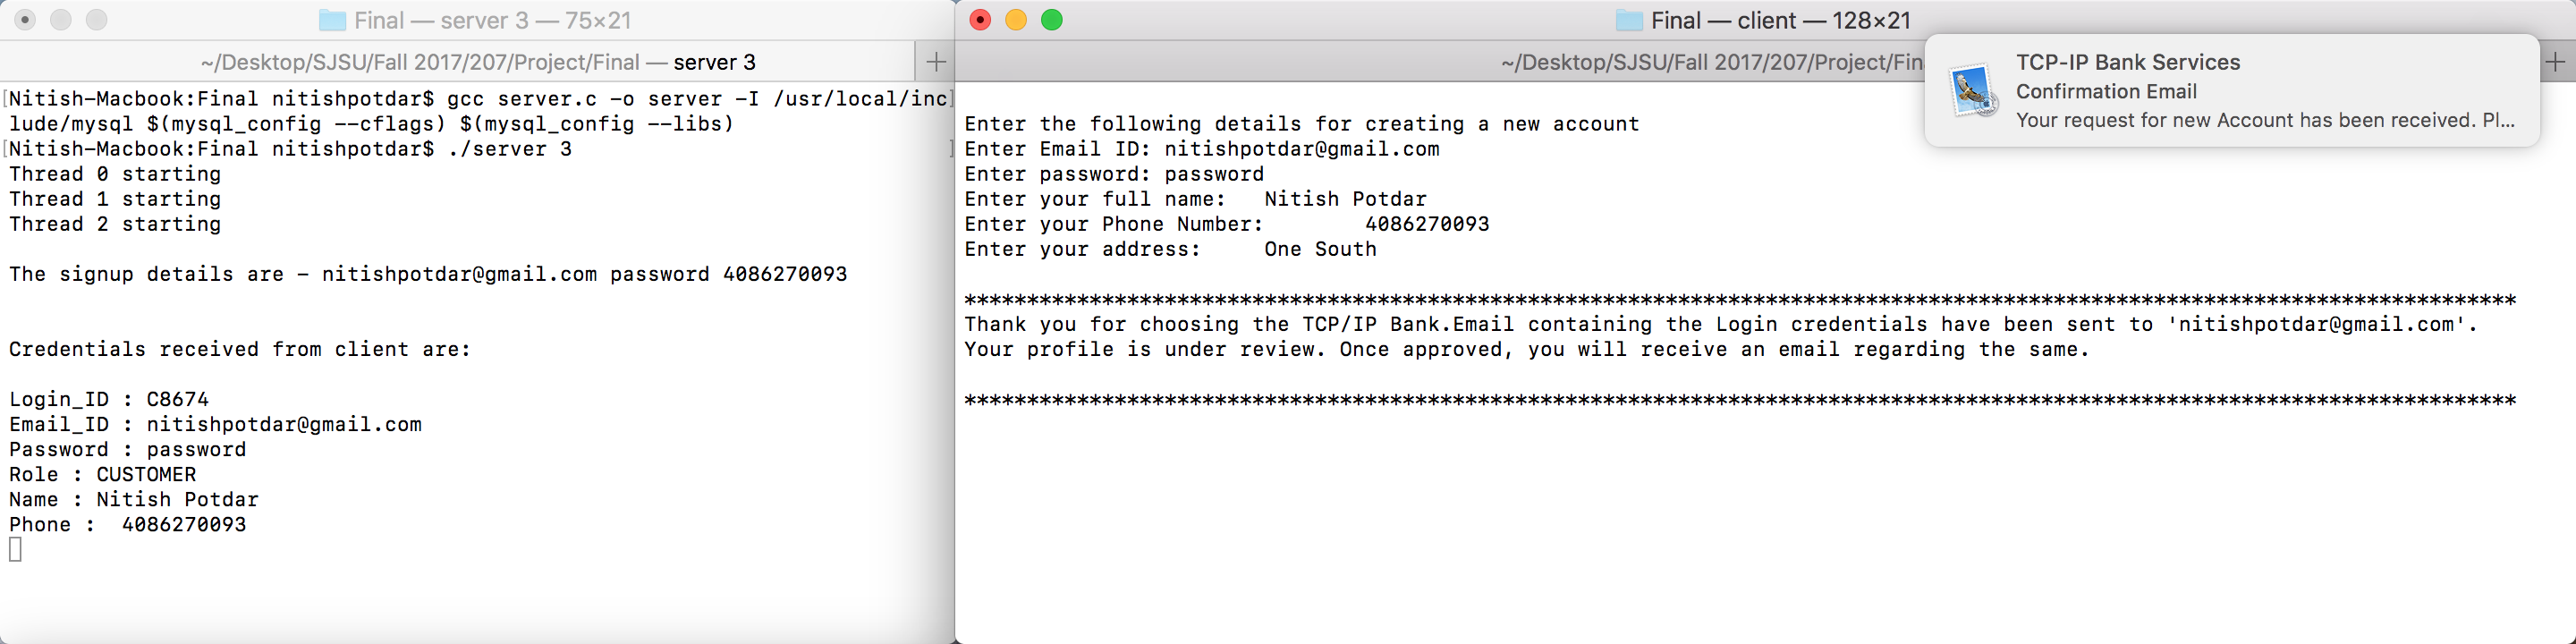 Final — server 3 — 75×21
~/Desktop/SJSU/Fall 2017/207/Project/Final — server 3 +
[Nitish-Macbook:Final nitishpotdar$ gcc server.c -o server -I /usr/local/inc]
lude/mysql $(mysql_config --cflags) $(mysql_config --libs)
[Nitish-Macbook:Final nitishpotdar$ ./server 3 ]
Thread 0 starting
Thread 1 starting
Thread 2 starting
The signup details are - nitishpotdar@gmail.com password 4086270093
Credentials received from client are:
Login_ID : C8674
Email_ID : nitishpotdar@gmail.com
Password : password
Role : CUSTOMER
Name : Nitish Potdar
Phone :  4086270093
Final — client — 128×21
~/Desktop/SJSU/Fall 2017/207/Project/Fin +
TCP-IP Bank Services
Confirmation Email
Your request for new Account has been received. Pl...
Enter the following details for creating a new account
Enter Email ID: nitishpotdar@gmail.com
Enter password: password
Enter your full name:   Nitish Potdar
Enter your Phone Number:        4086270093
Enter your address:     One South
****************************************************************************************************************************
Thank you for choosing the TCP/IP Bank.Email containing the Login credentials have been sent to 'nitishpotdar@gmail.com'.
Your profile is under review. Once approved, you will receive an email regarding the same.
****************************************************************************************************************************